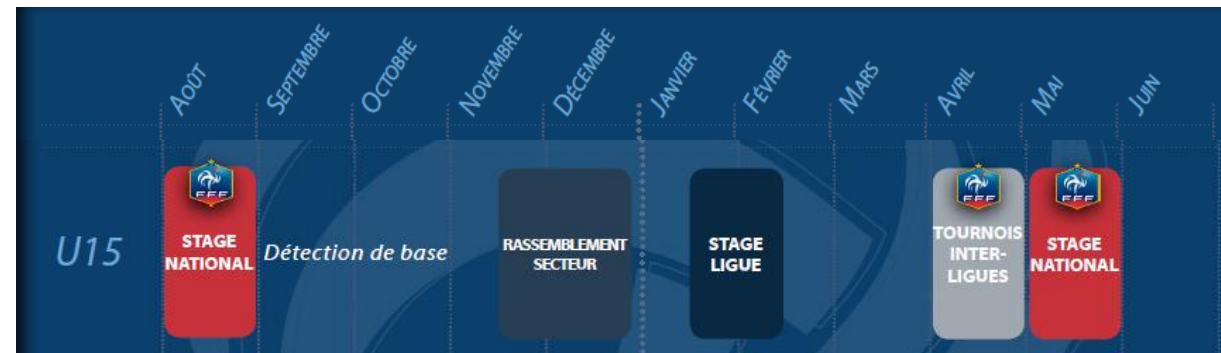 AOÛT
SEPTEMBRE
OCTOBRE
NOVEMBRE
DÉCEMBRE
JANVIER
FÉVRIER
MARS
AVRIL
MAI
JUIN
U15
FFF
STAGE
NATIONAL
Détection de base
RASSEMBLEMENT
SECTEUR
STAGE
LIGUE
FFF
TOURNOIS
INTER-
LIGUES
FFF
STAGE
NATIONAL